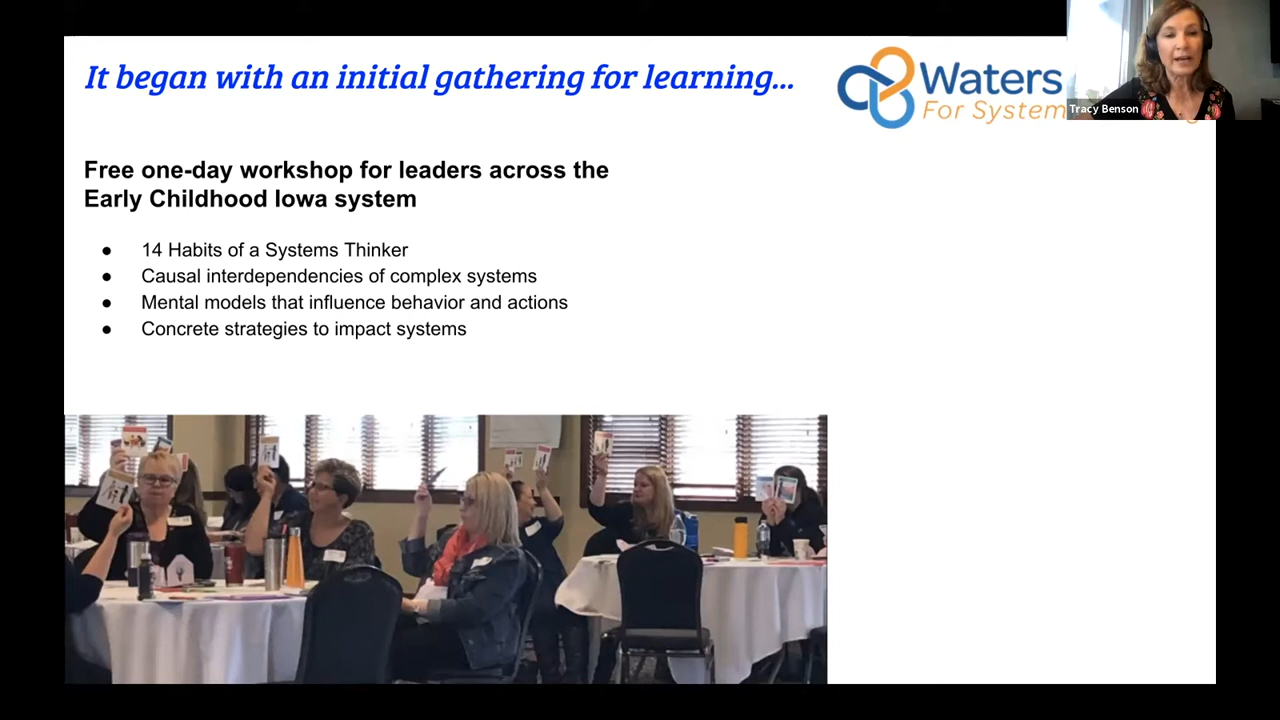 It began with an initial gathering for learning...
Waters
For System
Tracy Benson
Free one-day workshop for leaders across the
Early Childhood Iowa system
● 14 Habits of a Systems Thinker
● Causal interdependencies of complex systems
● Mental models that influence behavior and actions
● Concrete strategies to impact systems